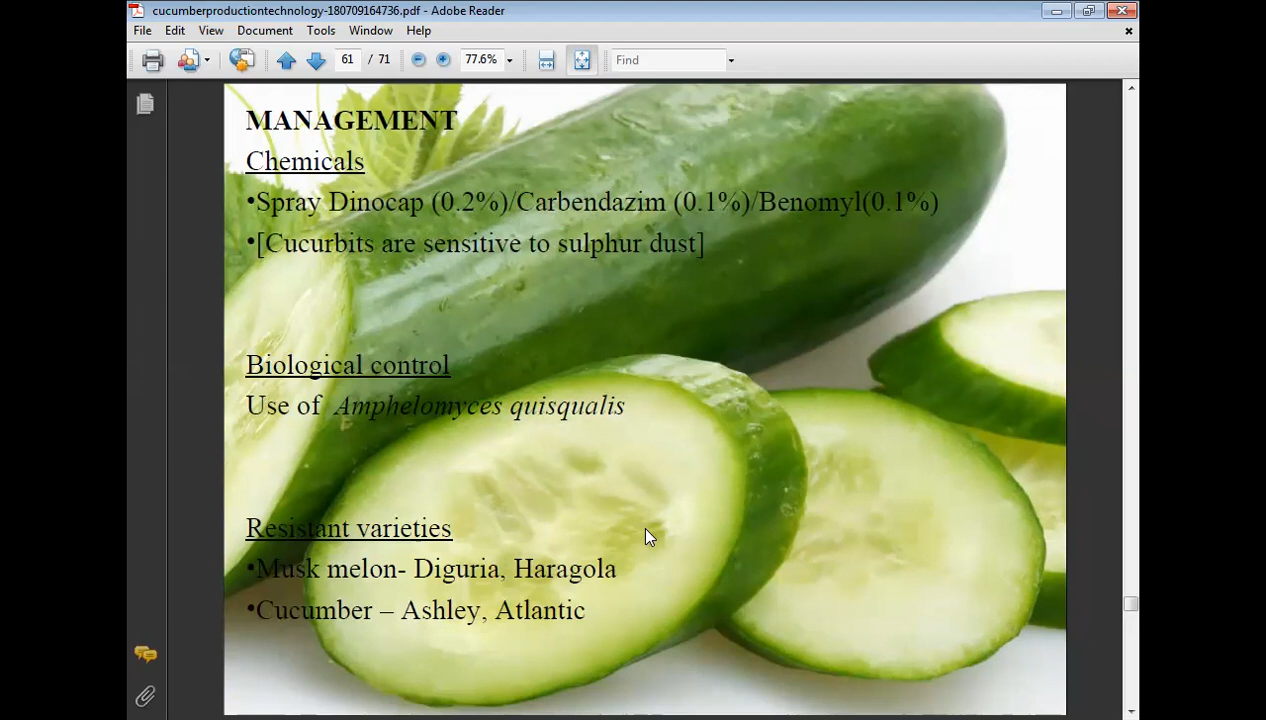 cucumberproductiontechnology-180709164736.pdf - Adobe Reader
File Edit View Document Tools Window Help
61 / 71 77.6% Find
MANAGEMENT
Chemicals
•Spray Dinocap (0.2%)/Carbendazim (0.1%)/Benomyl(0.1%)
•[Cucurbits are sensitive to sulphur dust]
Biological control
Use of Amphelomyces quisqualis
Resistant varieties
•Musk melon- Diguria, Haragola
•Cucumber – Ashley, Atlantic